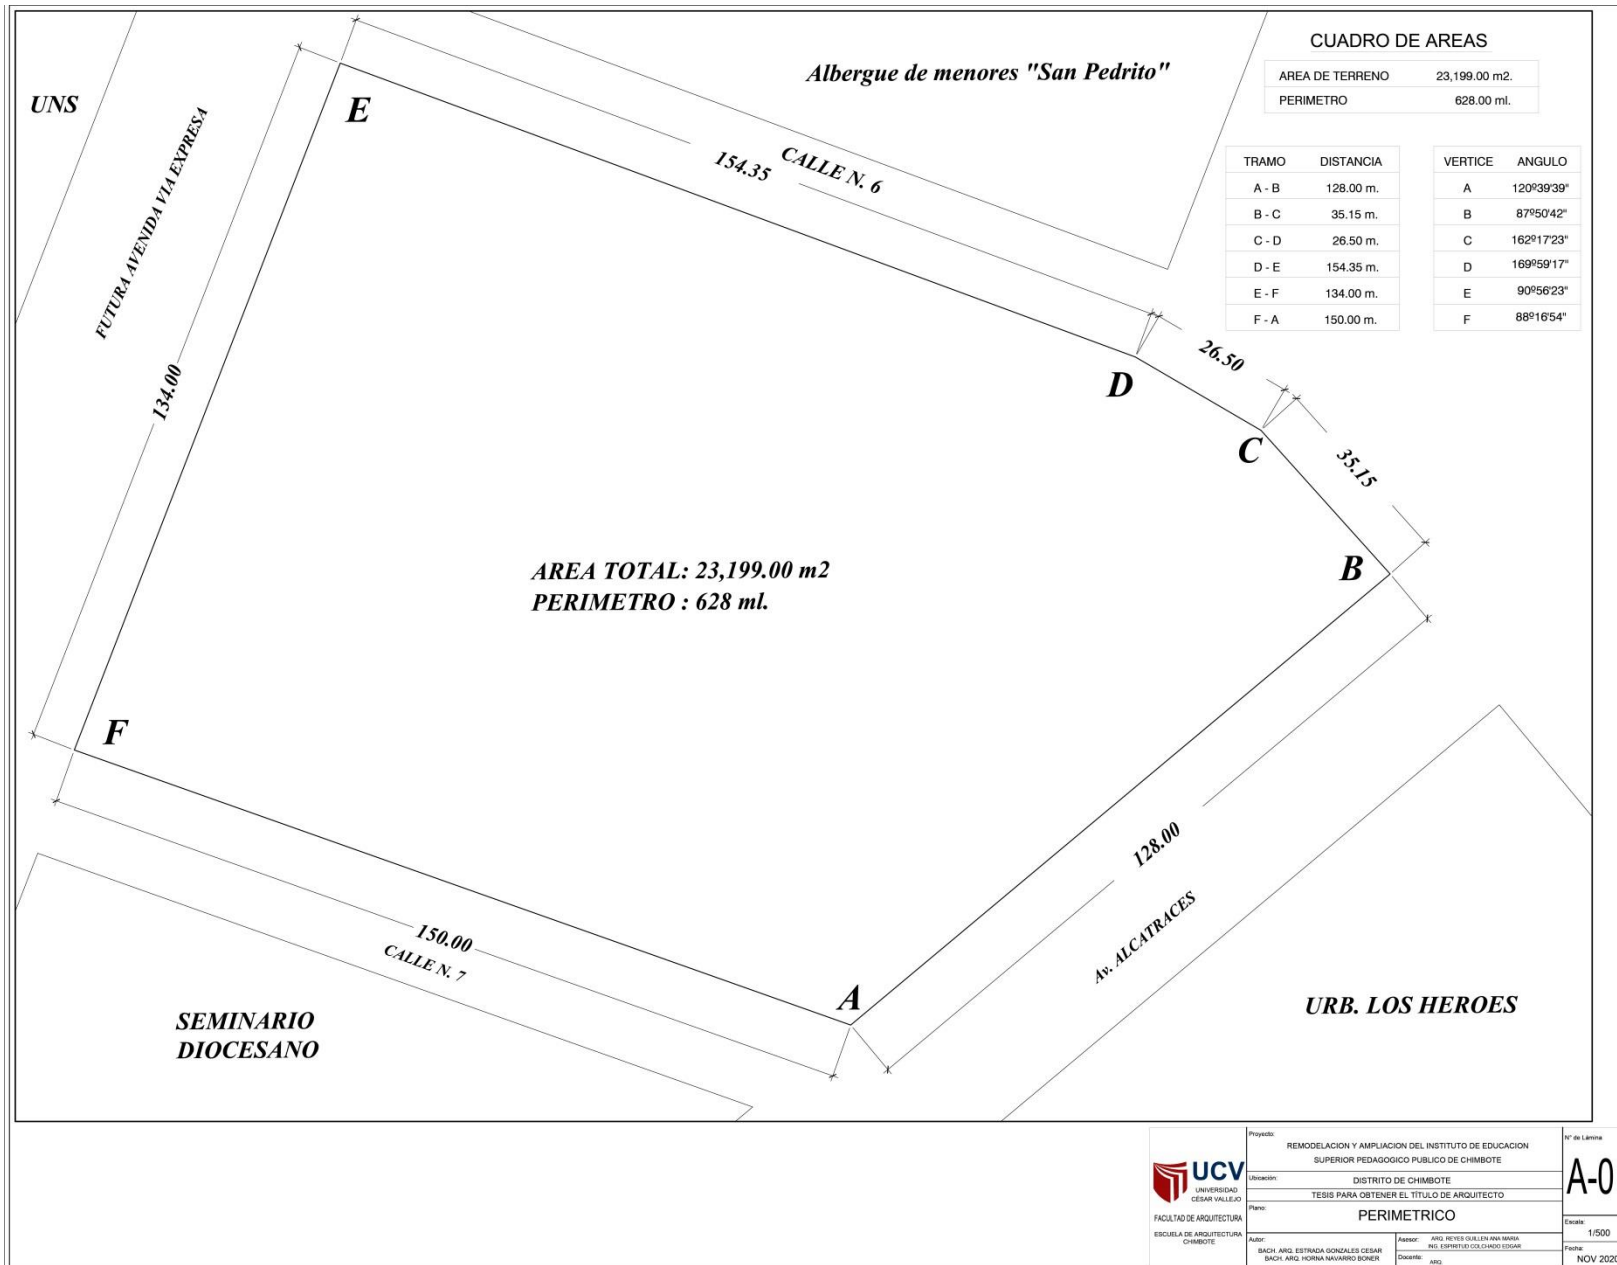 UNS
FUTURA AVENIDA VIA EXPRESA
Albergue de menores "San Pedrito"
CALLE N. 6
154.35
134.00
E
D
C
B
A
F
26.50
35.15
128.00
150.00
CALLE N. 7
Av. ALCATRACES
AREA TOTAL: 23,199.00 m2
PERIMETRO : 628 ml.
SEMINARIO
DIOCESANO
URB. LOS HEROES
CUADRO DE AREAS
AREA DE TERRENO 23,199.00 m2.
PERIMETRO 628.00 ml.
TRAMO DISTANCIA
A - B 128.00 m.
B - C 35.15 m.
C - D 26.50 m.
D - E 154.35 m.
E - F 134.00 m.
F - A 150.00 m.
VERTICE ANGULO
A 120º39'39"
B 87º50'42"
C 162º17'23"
D 169º59'17"
E 90º56'23"
F 88º16'54"
UCV
UNIVERSIDAD
CÉSAR VALLEJO
FACULTAD DE ARQUITECTURA
ESCUELA DE ARQUITECTURA
CHIMBOTE
Proyecto:
REMODELACION Y AMPLIACION DEL INSTITUTO DE EDUCACION
SUPERIOR PEDAGOGICO PUBLICO DE CHIMBOTE
Ubicación:
DISTRITO DE CHIMBOTE
TESIS PARA OBTENER EL TÍTULO DE ARQUITECTO
Plano:
PERIMETRICO
Autor:
BACH. ARQ. ESTRADA GONZALES CESAR
BACH. ARQ. HORNA NAVARRO BONER
Asesor: ARQ. REYES GUILLEN ANA MARIA
ING. ESPIRITUO COLCHADO EDGAR
Docente:
ARQ.
N° de Lámina
A-0
Escala:
1/500
Fecha:
NOV 2020